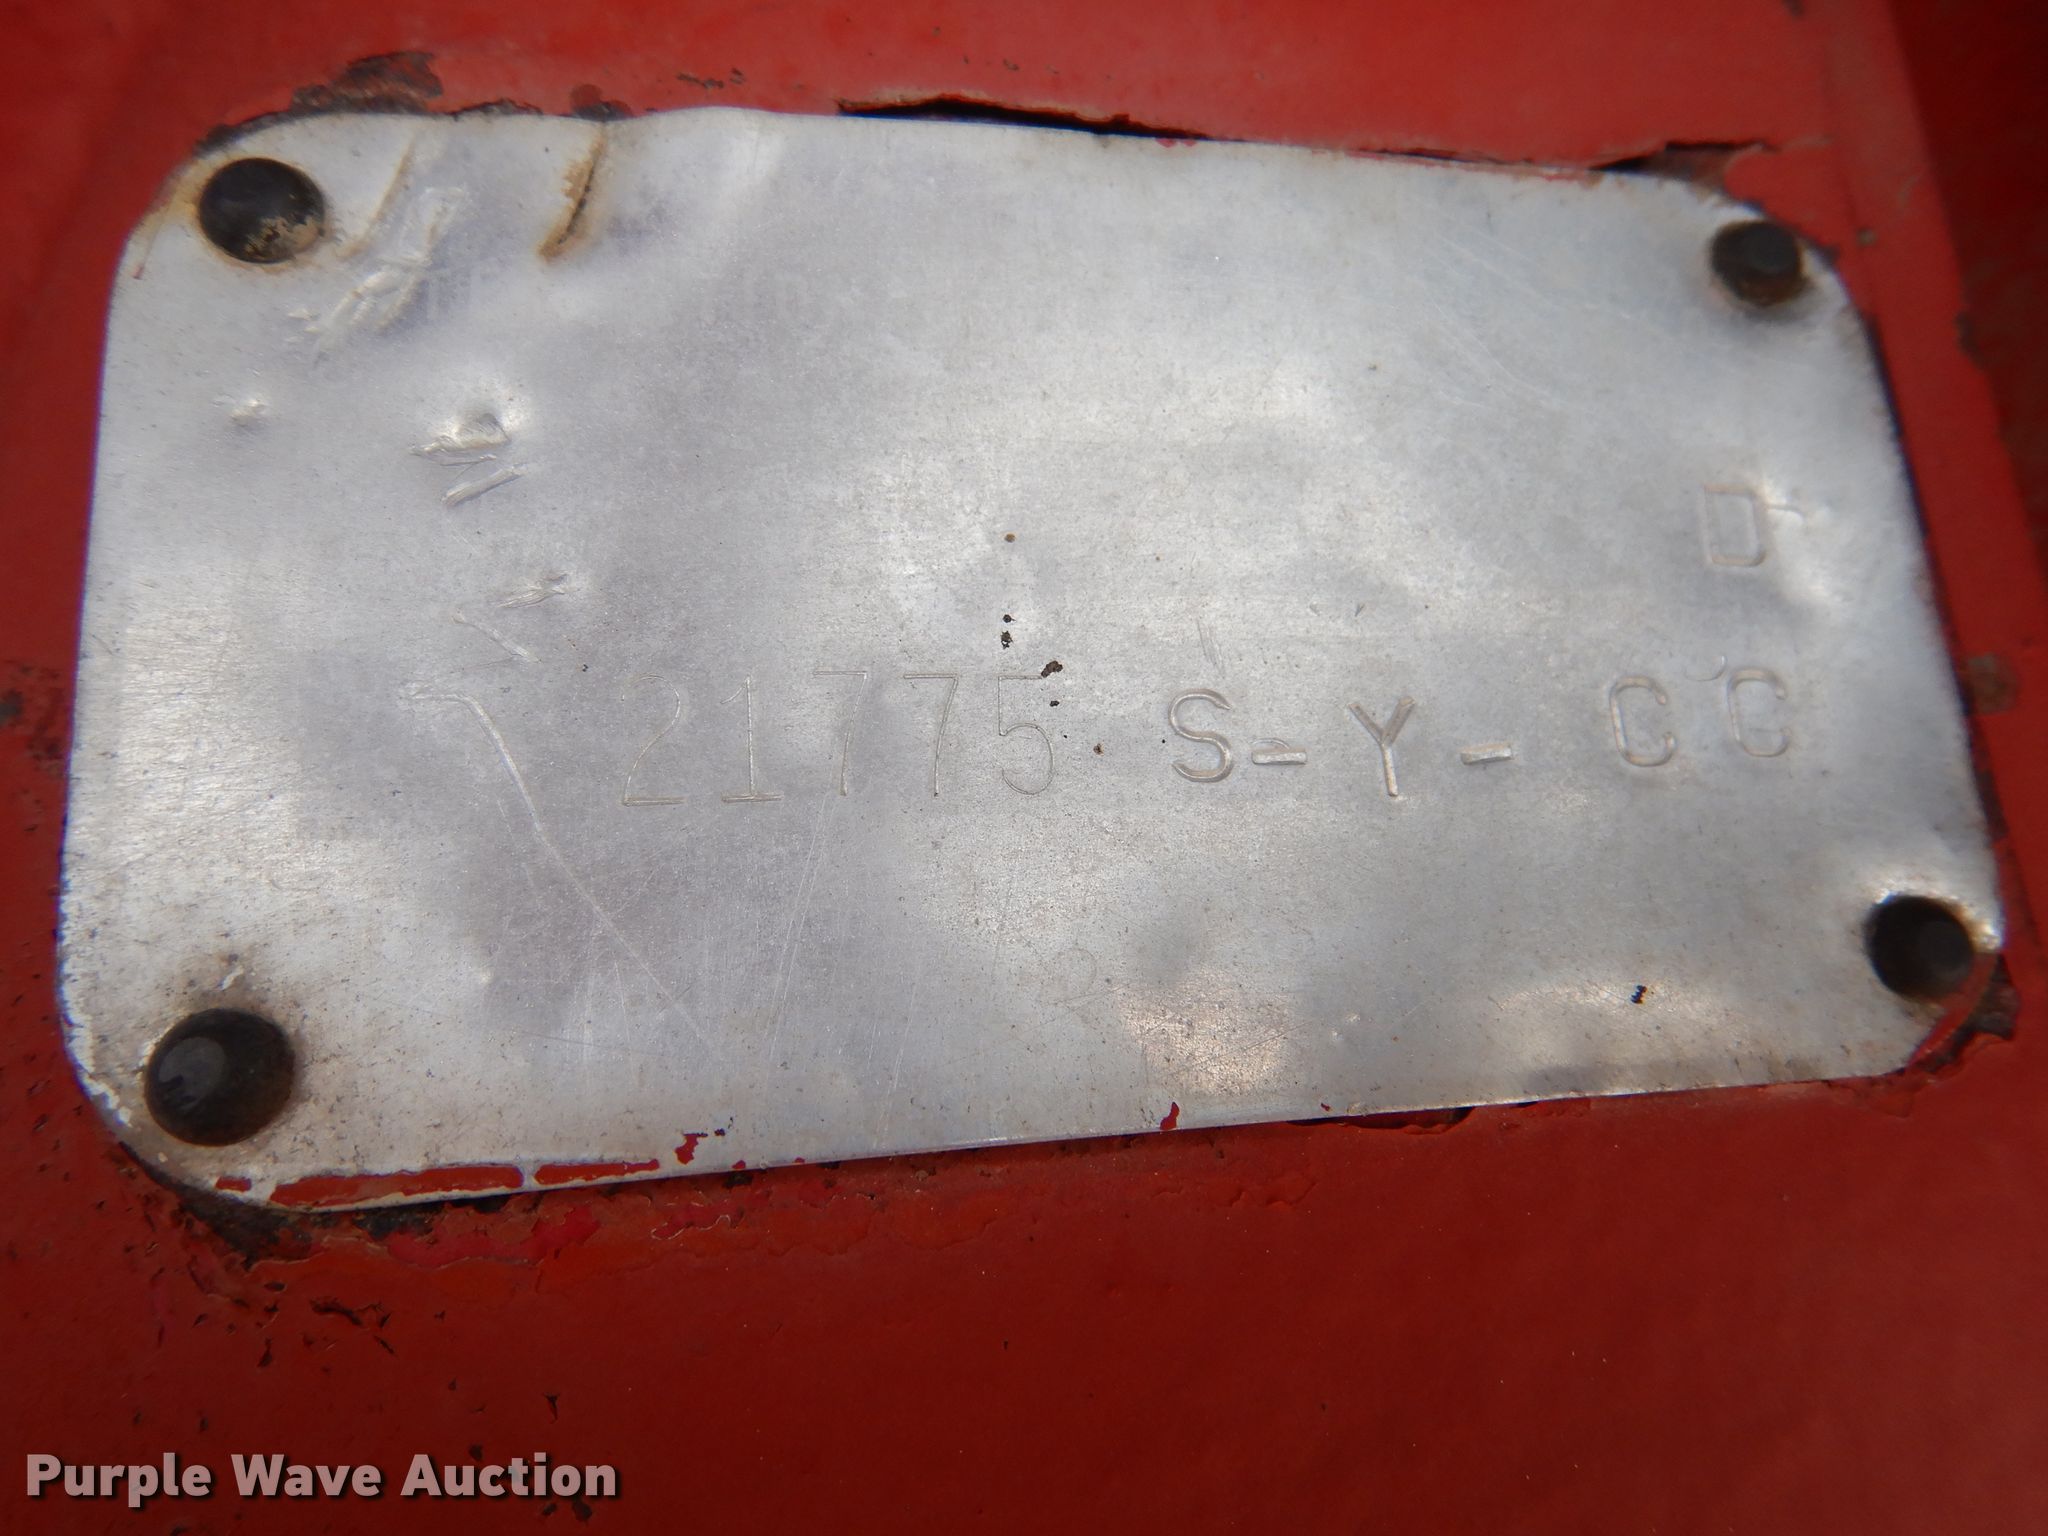 D
21775 S-Y-CC
Purple Wave Auction